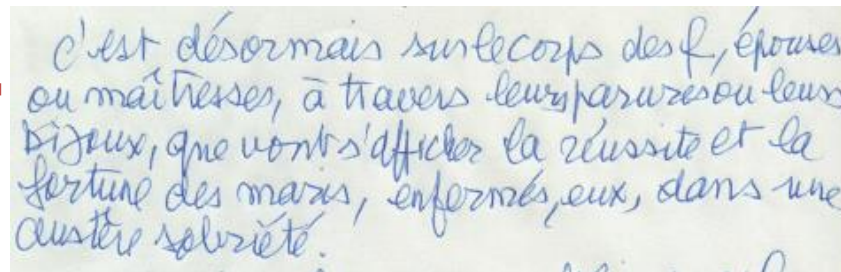 c'est désormais sur le corps des f, épouses
ou maîtresses, à travers leurs parures ou leurs
bijoux, que vont s'afficher la réussite et la
fortune des maris, enfermés, eux, dans une
austère sobriété.